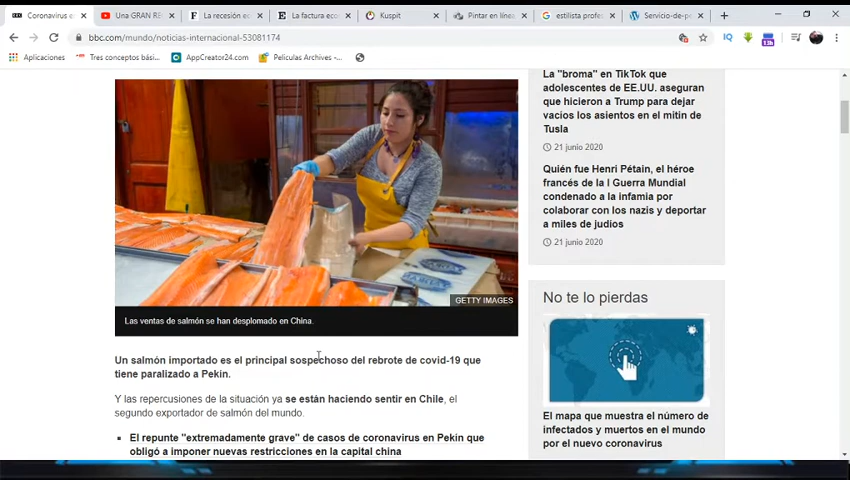 Coronavirus e
Una GRAN RE
La recesión ec
La factura eco
Kuspit
Pintar en línea
estilista profes
Servicio-de-pe
bbc.com/mundo/noticias-internacional-53081174
Aplicaciones
Tres conceptos bási...
AppCreator24.com
Peliculas Archives -...
GETTY IMAGES
Las ventas de salmón se han desplomado en China.
Un salmón importado es el principal sospechoso del rebrote de covid-19 que
tiene paralizado a Pekín.
Y las repercusiones de la situación ya se están haciendo sentir en Chile, el
segundo exportador de salmón del mundo.
El repunte "extremadamente grave" de casos de coronavirus en Pekín que
obligó a imponer nuevas restricciones en la capital china
La "broma" en TikTok que
adolescentes de EE.UU. aseguran
que hicieron a Trump para dejar
vacíos los asientos en el mitin de
Tulsa
21 junio 2020
Quién fue Henri Pétain, el héroe
francés de la I Guerra Mundial
condenado a la infamia por
colaborar con los nazis y deportar
a miles de judíos
21 junio 2020
No te lo pierdas
El mapa que muestra el número de
infectados y muertos en el mundo
por el nuevo coronavirus